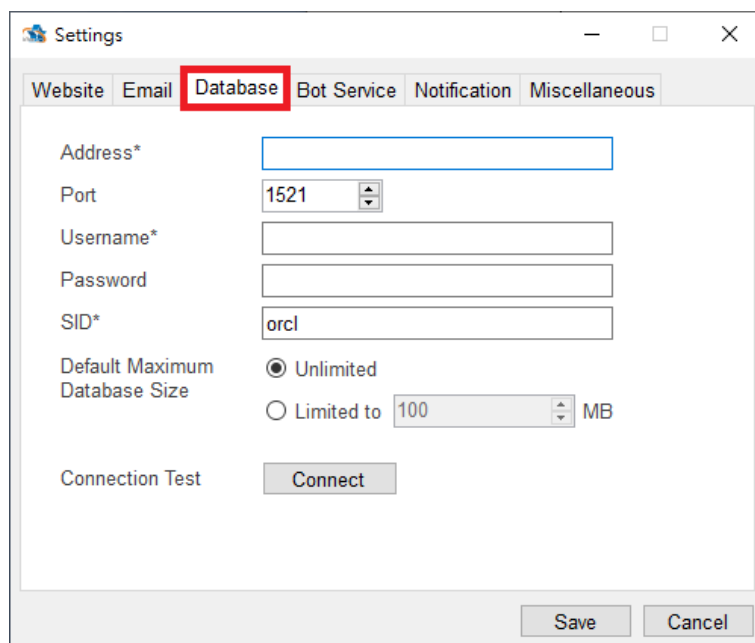 Settings
Website Email Database Bot Service Notification Miscellaneous
Address*
Port 1521
Username*
Password
SID* orcl
Default Maximum Database Size
Unlimited
Limited to 100 MB
Connection Test Connect
Save Cancel